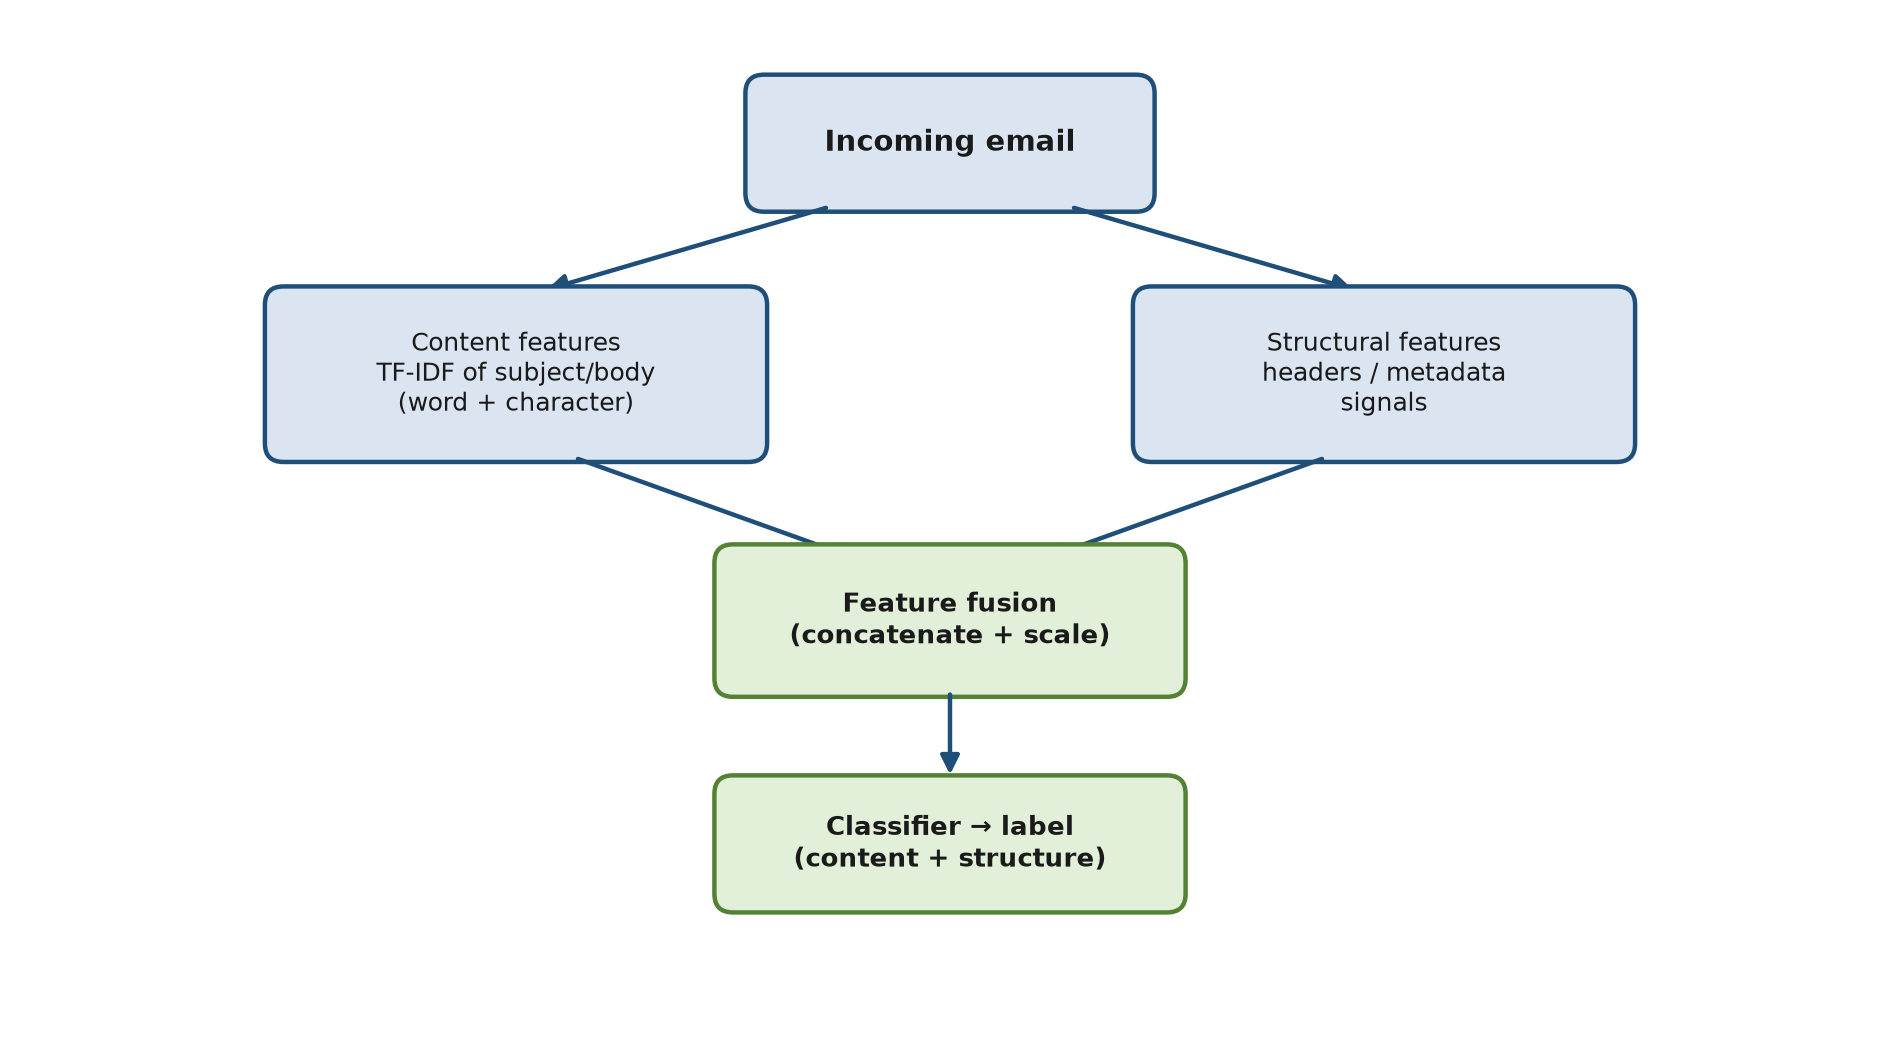 Incoming email
Content features
TF-IDF of subject/body
(word + character)
Structural features
headers / metadata
signals
Feature fusion
(concatenate + scale)
Classifier → label
(content + structure)